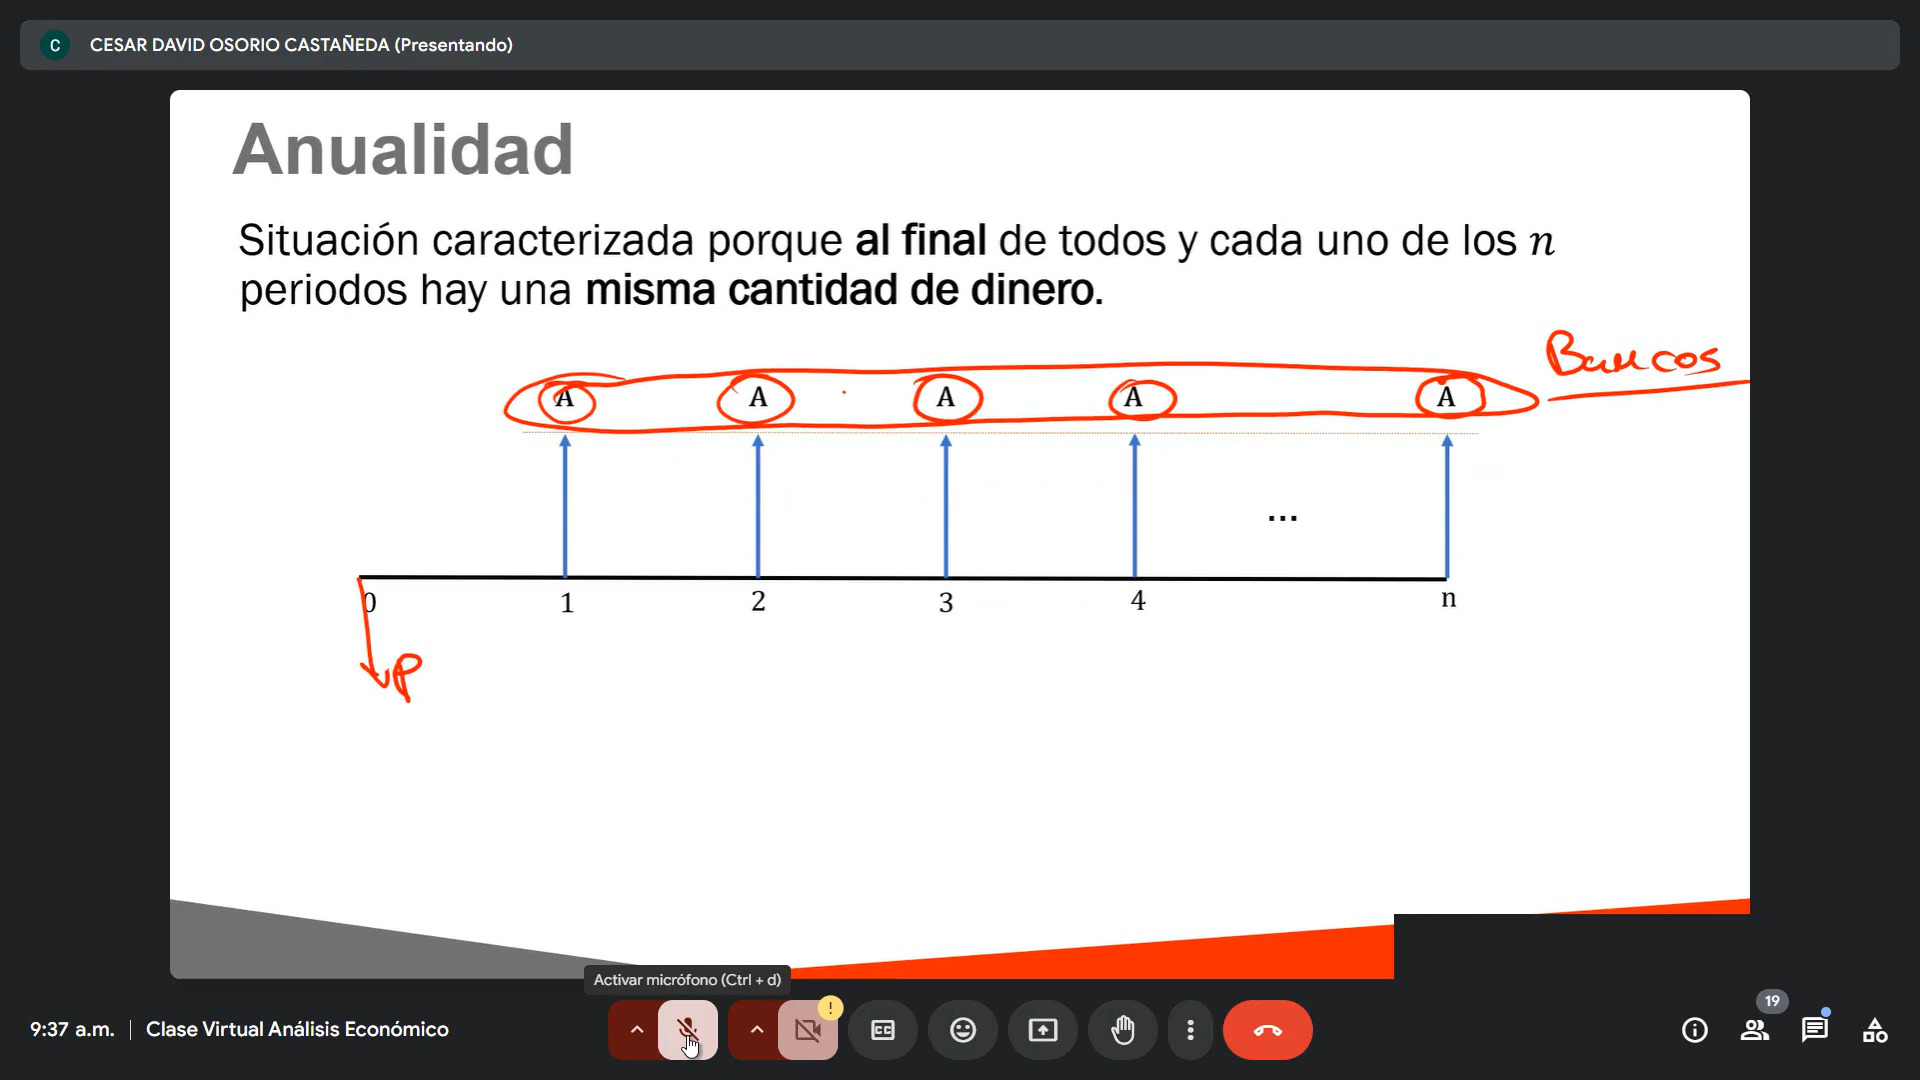 C CESAR DAVID OSORIO CASTAÑEDA (Presentando)
Anualidad
Situación caracterizada porque al final de todos y cada uno de los n
periodos hay una misma cantidad de dinero.
Bancos
A A A A A
...
0 1 2 3 4 n
P
Activar micrófono (Ctrl + d)
!
19
9:37 a.m. | Clase Virtual Análisis Económico
CC